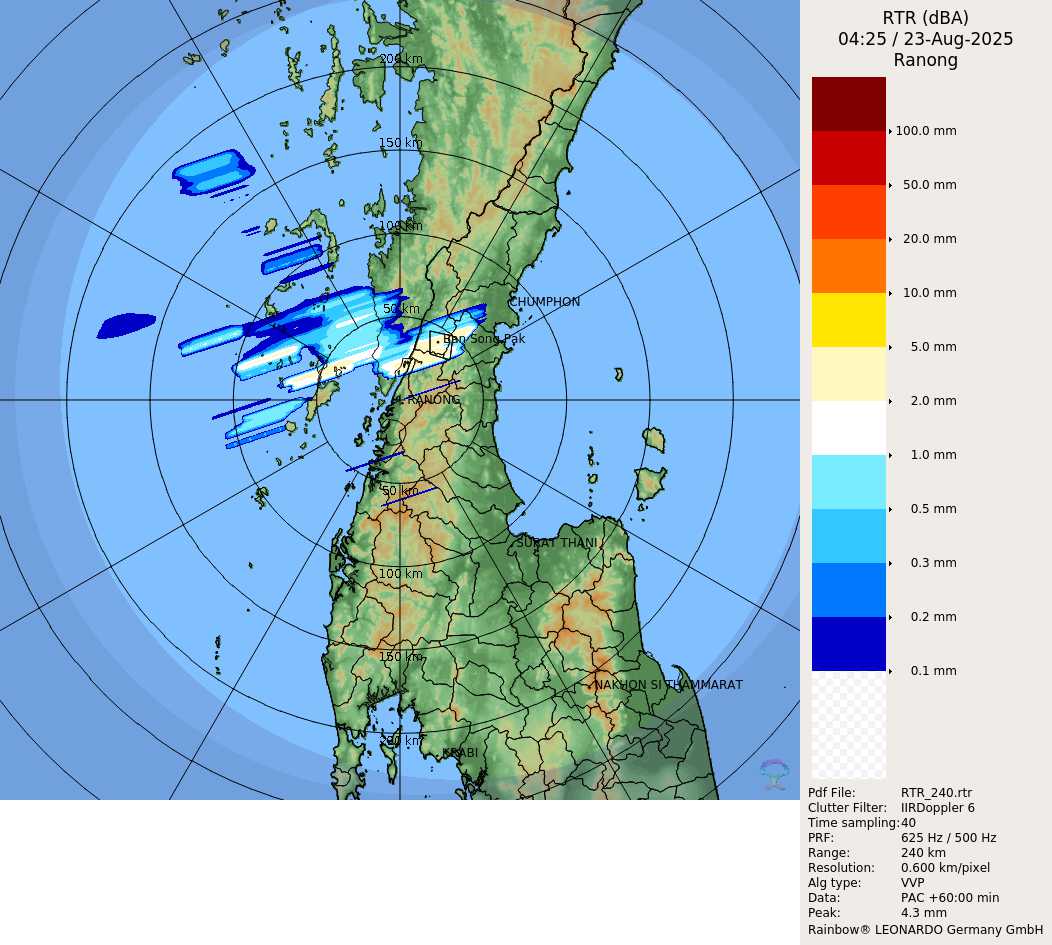 RTR (dBA)
04:25 / 23-Aug-2025
Ranong
200 km
150 km
100 km
50 km
CHUMPHON
Ban Song Pak
RANONG
50 km
SURAT THANI
100 km
150 km
NAKHON SI THAMMARAT
200 km
KRABI
100.0 mm
50.0 mm
20.0 mm
10.0 mm
5.0 mm
2.0 mm
1.0 mm
0.5 mm
0.3 mm
0.2 mm
0.1 mm
Pdf File: RTR_240.rtr
Clutter Filter: IIRDoppler 6
Time sampling:40
PRF: 625 Hz / 500 Hz
Range: 240 km
Resolution: 0.600 km/pixel
Alg type: VVP
Data: PAC +60:00 min
Peak: 4.3 mm
Rainbow® LEONARDO Germany GmbH